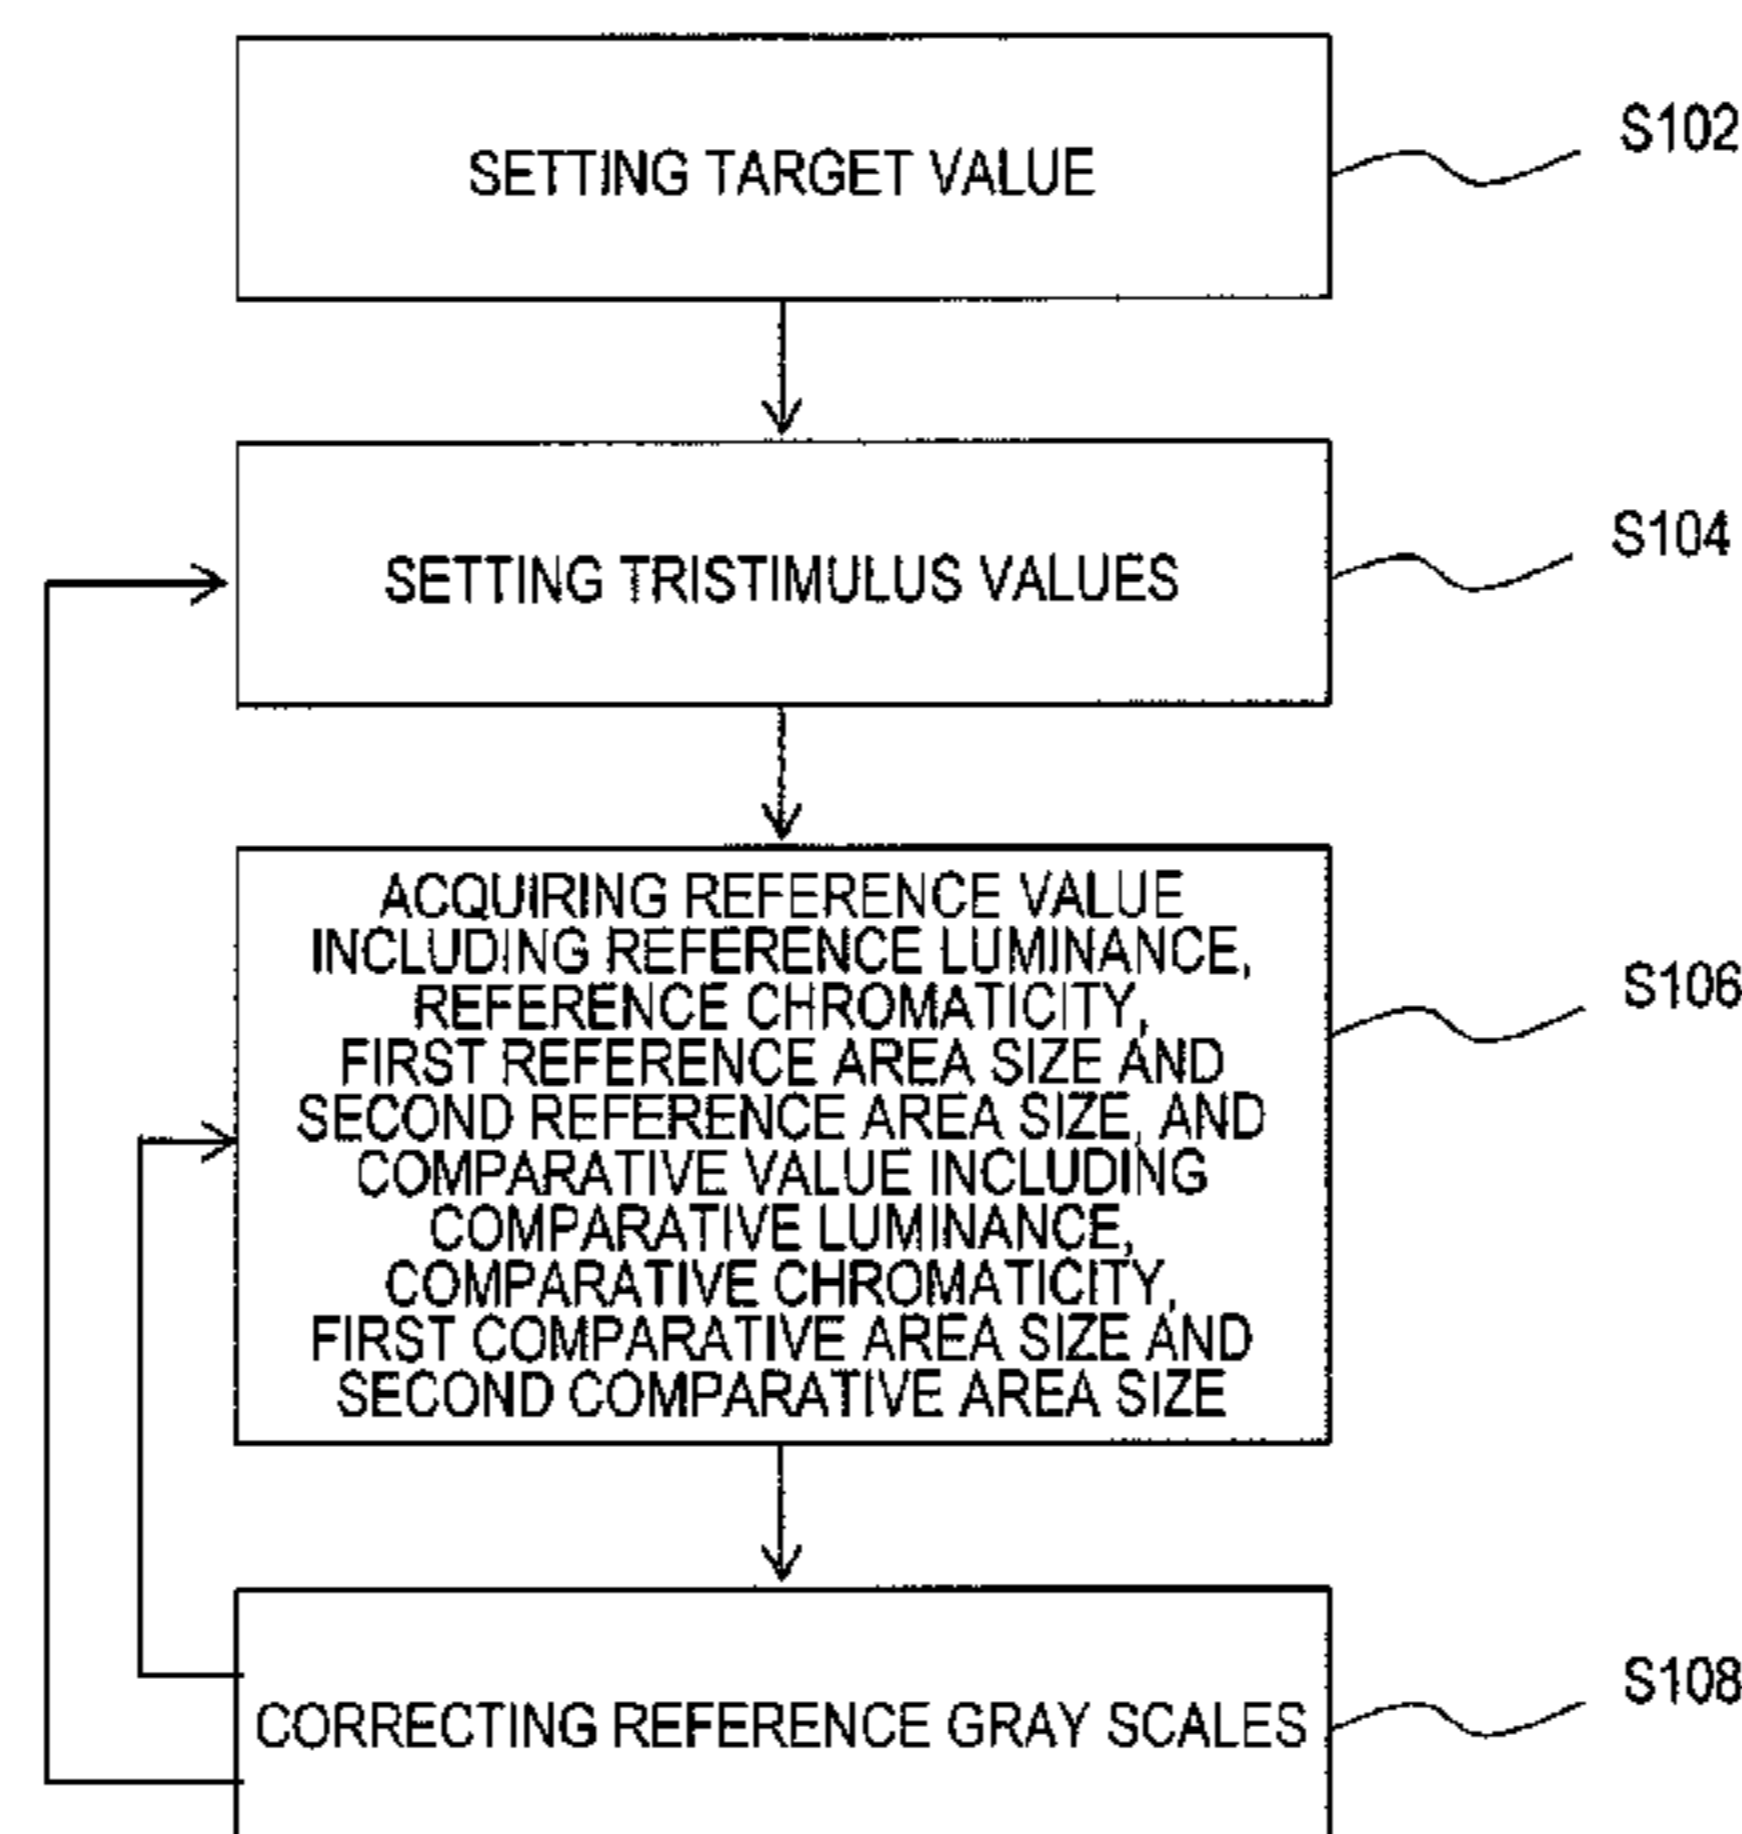 SETTING TARGET VALUE
S102
SETTING TRISTIMULUS VALUES
S104
ACQUIRING REFERENCE VALUE
INCLUDING REFERENCE LUMINANCE,
REFERENCE CHROMATICITY,
FIRST REFERENCE AREA SIZE AND
SECOND REFERENCE AREA SIZE, AND
COMPARATIVE VALUE INCLUDING
COMPARATIVE LUMINANCE,
COMPARATIVE CHROMATICITY,
FIRST COMPARATIVE AREA SIZE AND
SECOND COMPARATIVE AREA SIZE
S106
CORRECTING REFERENCE GRAY SCALES
S108